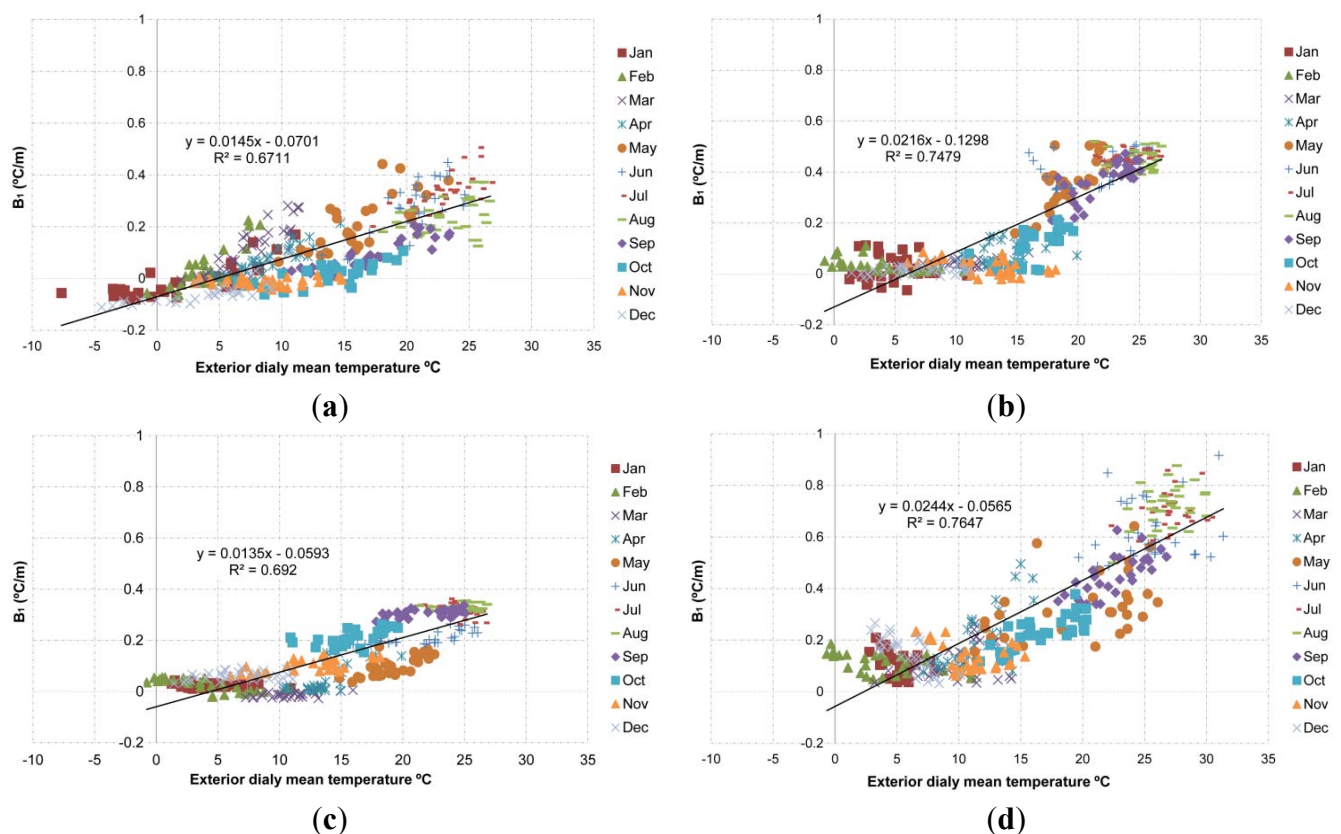 B1 (ºC/m)
1
0.8
0.6
0.4
0.2
0
-0.2
y = 0.0145x - 0.0701
R² = 0.6711
-10 -5 0 5 10 15 20 25 30 35
Exterior dialy mean temperature ºC
Jan
Feb
Mar
Apr
May
Jun
Jul
Aug
Sep
Oct
Nov
Dec
(a)
B1 (ºC/m)
1
0.8
0.6
0.4
0.2
0
-0.2
y = 0.0216x - 0.1298
R² = 0.7479
-10 -5 0 5 10 15 20 25 30 35
Exterior dialy mean temperature ºC
Jan
Feb
Mar
Apr
May
Jun
Jul
Aug
Sep
Oct
Nov
Dec
(b)
B1 (ºC/m)
1
0.8
0.6
0.4
0.2
0
-0.2
y = 0.0135x - 0.0593
R² = 0.692
-10 -5 0 5 10 15 20 25 30 35
Exterior dialy mean temperature ºC
Jan
Feb
Mar
Apr
May
Jun
Jul
Aug
Sep
Oct
Nov
Dec
(c)
B1 (ºC/m)
1
0.8
0.6
0.4
0.2
0
-0.2
y = 0.0244x - 0.0565
R² = 0.7647
-10 -5 0 5 10 15 20 25 30 35
Exterior dialy mean temperature ºC
Jan
Feb
Mar
Apr
May
Jun
Jul
Aug
Sep
Oct
Nov
Dec
(d)